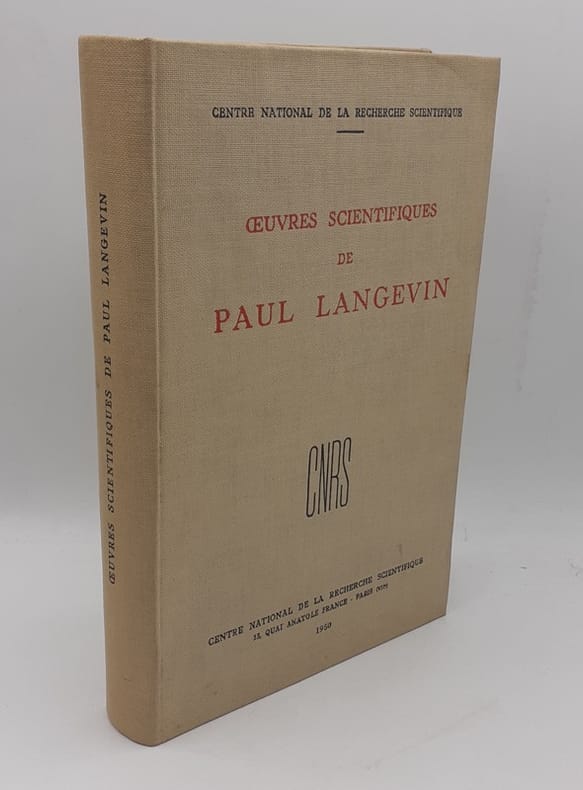 CENTRE NATIONAL DE LA RECHERCHE SCIENTIFIQUE
ŒUVRES SCIENTIFIQUES
DE
PAUL LANGEVIN
CNRS
CENTRE NATIONAL DE LA RECHERCHE SCIENTIFIQUE
QUAI ANATOLE FRANCE - PARIS
1950
ŒUVRES SCIENTIFIQUES DE PAUL LANGEVIN